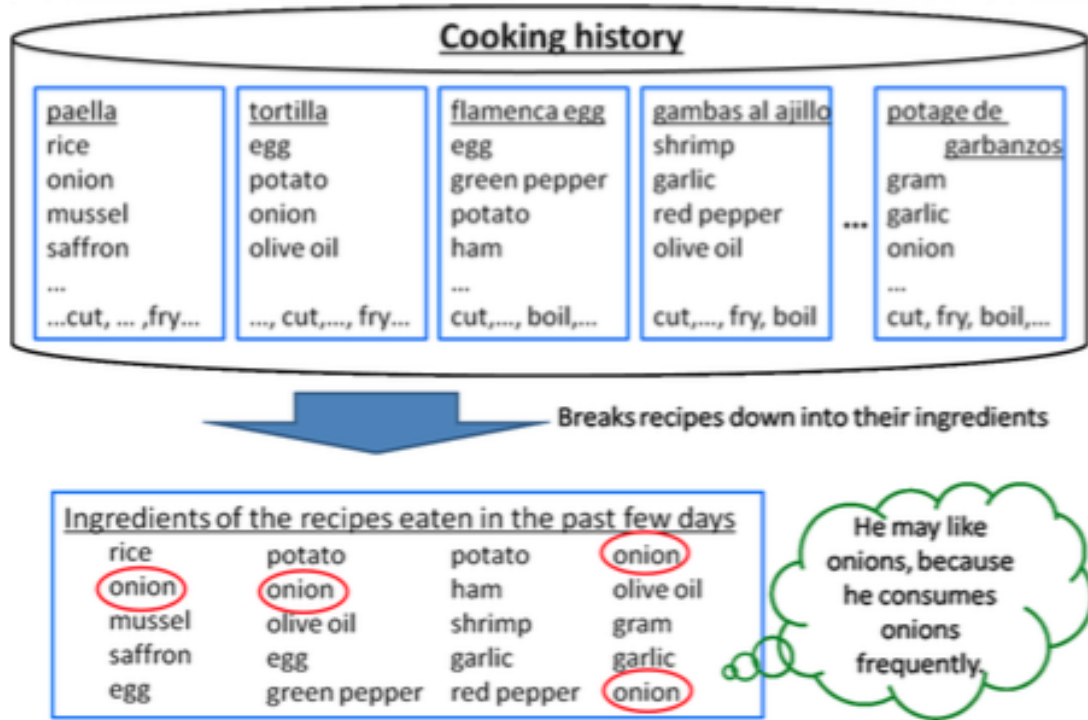 Cooking history
paella
rice
onion
mussel
saffron
...
...cut, ... ,fry...
tortilla
egg
potato
onion
olive oil
..., cut,..., fry...
flamenca egg
egg
green pepper
potato
ham
...
cut,..., boil,...
gambas al ajillo
shrimp
garlic
red pepper
olive oil
cut,..., fry, boil
...
potage de
garbanzos
gram
garlic
onion
...
cut, fry, boil,...
Breaks recipes down into their ingredients
Ingredients of the recipes eaten in the past few days
rice
onion
mussel
saffron
egg
potato
onion
olive oil
egg
green pepper
potato
ham
shrimp
garlic
red pepper
onion
olive oil
gram
garlic
onion
He may like
onions, because
he consumes
onions
frequently.